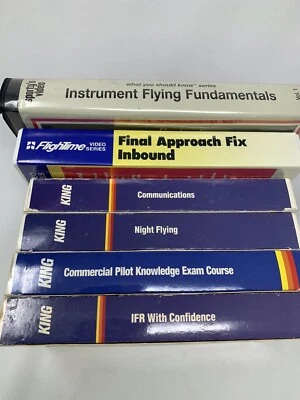 what you should know™ series
Instrument Flying Fundamentals
Flightime VIDEO SERIES
Final Approach Fix
Inbound
KING
Communications
KING
Night Flying
KING
Commercial Pilot Knowledge Exam Course
KING
IFR With Confidence